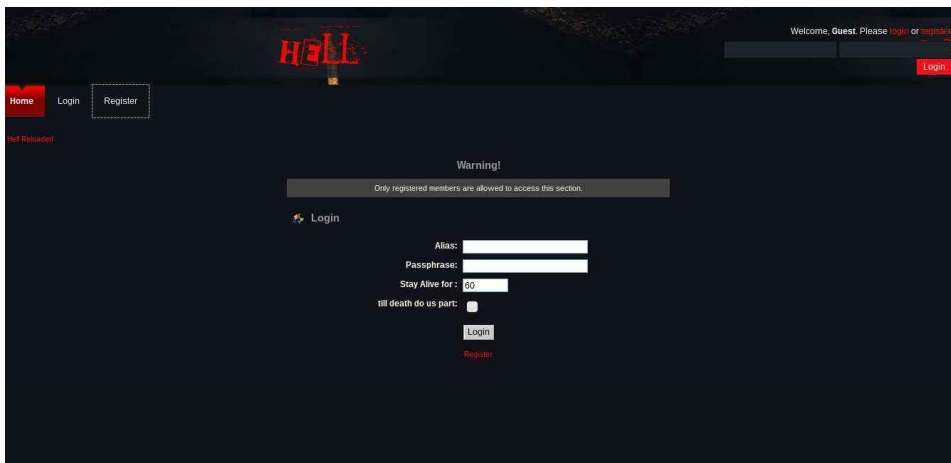 Welcome, Guest. Please login or register
HELL
Login
Home Login Register
Hell Reloaded
Warning!
Only registered members are allowed to access this section.
Login
Alias:
Passphrase:
Stay Alive for : 60
till death do us part:
Login
Register